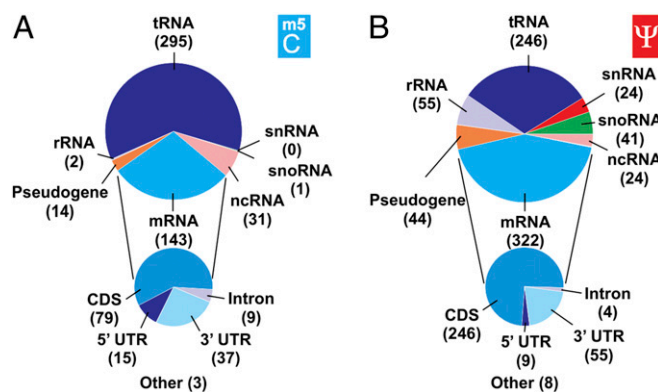 A
m5
C
tRNA
(295)
rRNA
(2)
Pseudogene
(14)
snRNA
(0)
snoRNA
(1)
ncRNA
(31)
mRNA
(143)
CDS
(79)
5' UTR
(15)
Intron
(9)
3' UTR
(37)
Other (3)
B
Ψ
tRNA
(246)
rRNA
(55)
Pseudogene
(44)
snRNA
(24)
snoRNA
(41)
ncRNA
(24)
mRNA
(322)
CDS
(246)
5' UTR
(9)
Intron
(4)
3' UTR
(55)
Other (8)